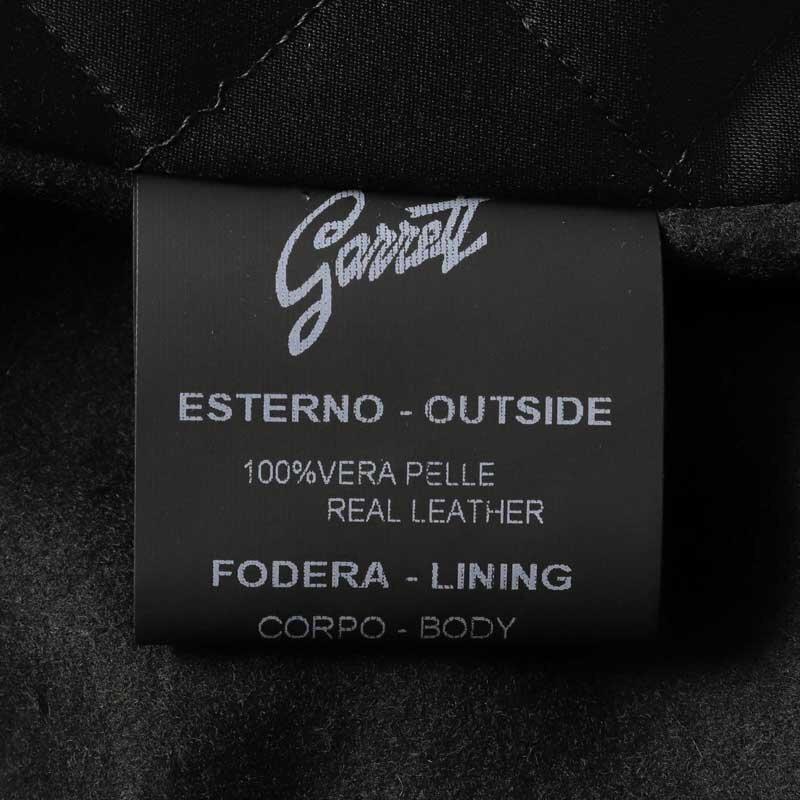 Garrett
ESTERNO - OUTSIDE
100%VERA PELLE
REAL LEATHER
FODERA - LINING
CORPO - BODY